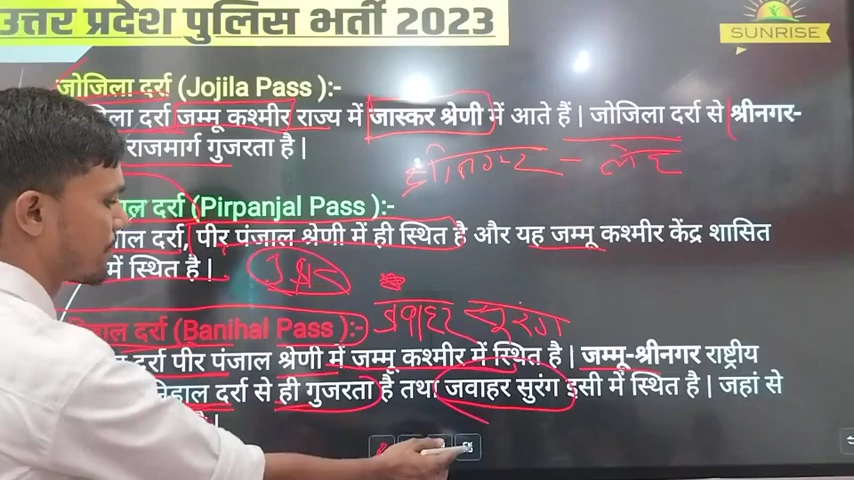 उत्तर प्रदेश पुलिस भर्ती 2023
SUNRISE
जोजिला दर्रा (Jojila Pass ):-
ला दर्रा जम्मू कश्मीर राज्य में जास्कर श्रेणी में आते हैं | जोजिला दर्रा से श्रीनगर-
राजमार्ग गुजरता है |
श्रीनगर - लेह
ल दर्रा (Pirpanjal Pass ):-
ाल दर्रा, पीर पंजाल श्रेणी में ही स्थित है और यह जम्मू कश्मीर केंद्र शासित
में स्थित है |
J&K
जवाहर सुरंग
हाल दर्रा (Banihal Pass ):-
दर्रा पीर पंजाल श्रेणी में जम्मू कश्मीर में स्थित है | जम्मू-श्रीनगर राष्ट्रीय
निहाल दर्रा से ही गुजरता है तथा जवाहर सुरंग इसी में स्थित है | जहां से